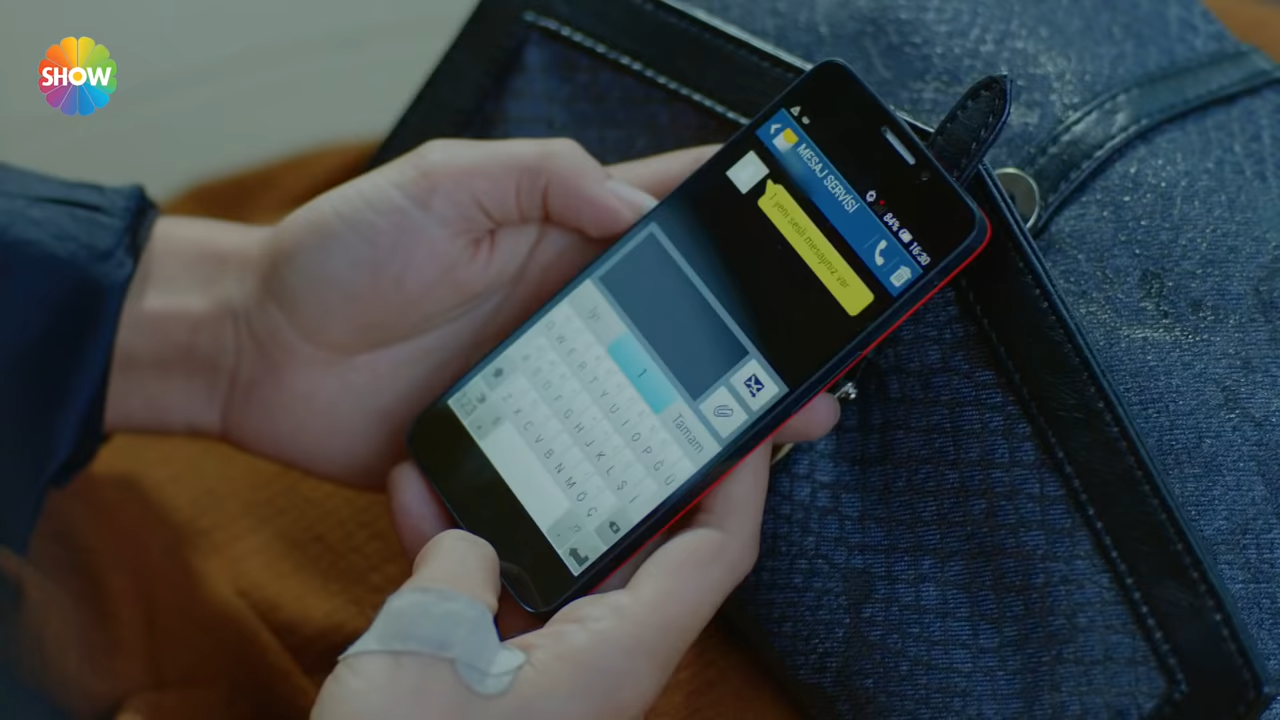 SHOW
MESAJ SERVİSİ
84% 16:30
1 yeni sesli mesajınız var
Tamam
Q W E R T Y U I O P Ğ Ü
A S D F G H J K L Ş İ
Z X C V B N M Ö Ç